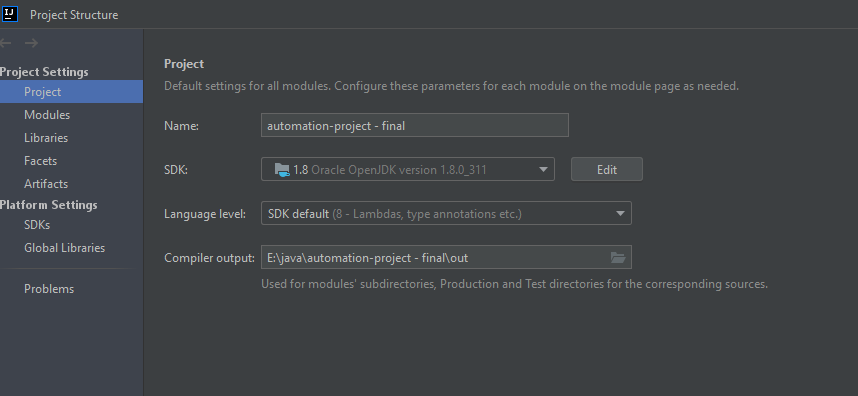 IJ
Project Structure
Project Settings
Project
Modules
Libraries
Facets
Artifacts
Platform Settings
SDKs
Global Libraries
Problems
Project
Default settings for all modules. Configure these parameters for each module on the module page as needed.
Name: automation-project - final
SDK: 1.8 Oracle OpenJDK version 1.8.0_311 Edit
Language level: SDK default (8 - Lambdas, type annotations etc.)
Compiler output: E:\java\automation-project - final\out
Used for modules' subdirectories, Production and Test directories for the corresponding sources.